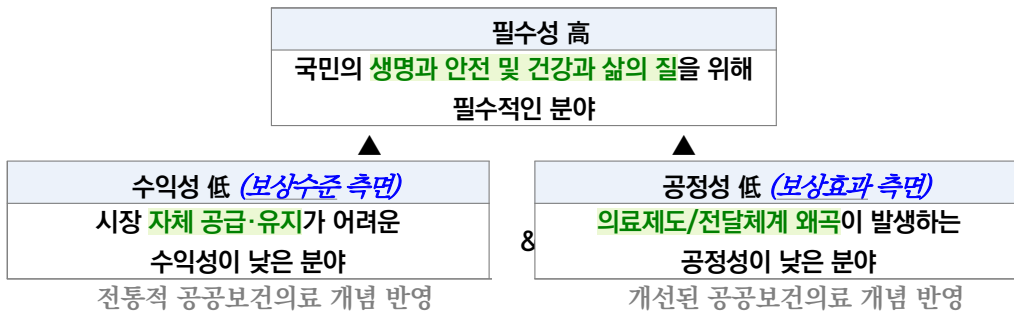 필수성 高
국민의 생명과 안전 및 건강과 삶의 질을 위해
필수적인 분야
▲ ▲
수익성 低 (보상수준 측면)
시장 자체 공급·유지가 어려운
수익성이 낮은 분야
전통적 공공보건의료 개념 반영
&
공정성 低 (보상효과 측면)
의료제도/전달체계 왜곡이 발생하는
공정성이 낮은 분야
개선된 공공보건의료 개념 반영